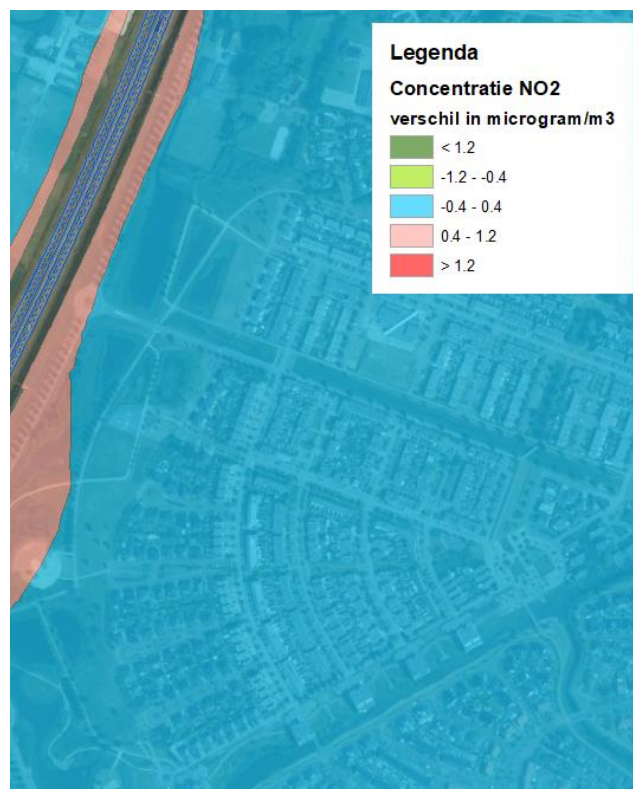 Legenda
Concentratie NO2
verschil in microgram/m3
< 1.2
-1.2 - -0.4
-0.4 - 0.4
0.4 - 1.2
> 1.2